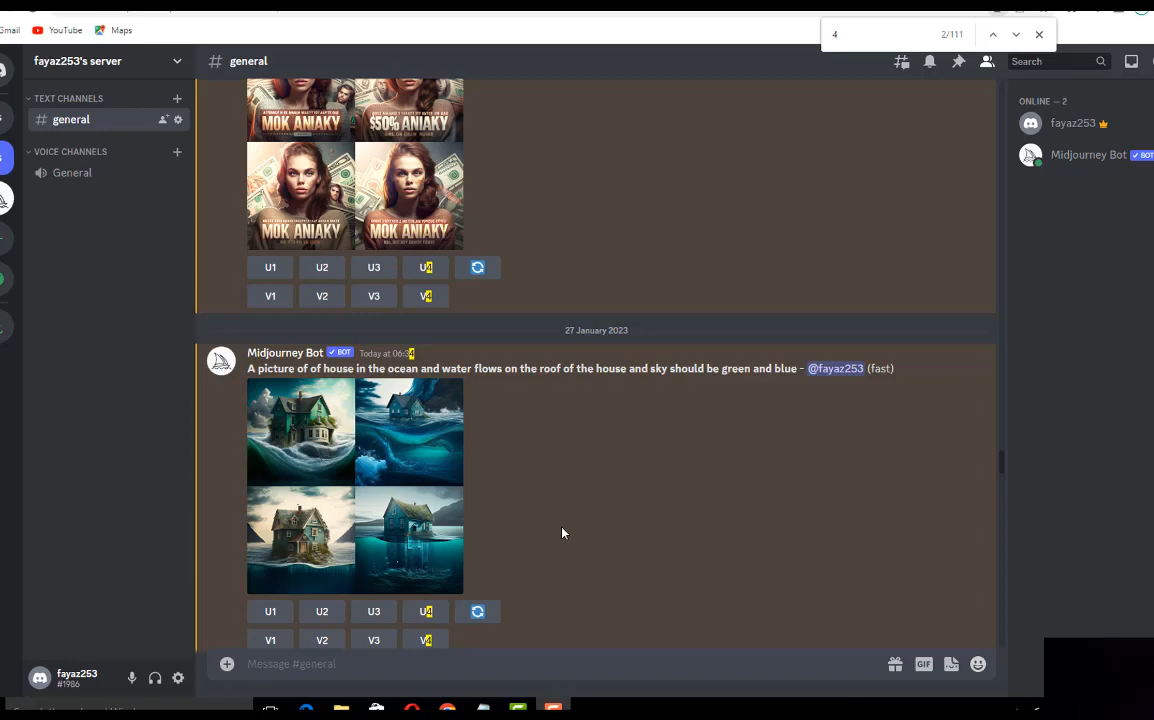 Gmail YouTube Maps
4 2/111
fayaz253's server
general
Search
TEXT CHANNELS
general
VOICE CHANNELS
General
ONLINE — 2
fayaz253
Midjourney Bot BOT
MOK ANIAKY
$50% ANIAKY
MOK ANIAKY
MOK ANIAKY
U1 U2 U3 U4
V1 V2 V3 V4
27 January 2023
Midjourney Bot BOT Today at 06:34
A picture of of house in the ocean and water flows on the roof of the house and sky should be green and blue - @fayaz253 (fast)
U1 U2 U3 U4
V1 V2 V3 V4
Message #general
GIF
fayaz253
#1986